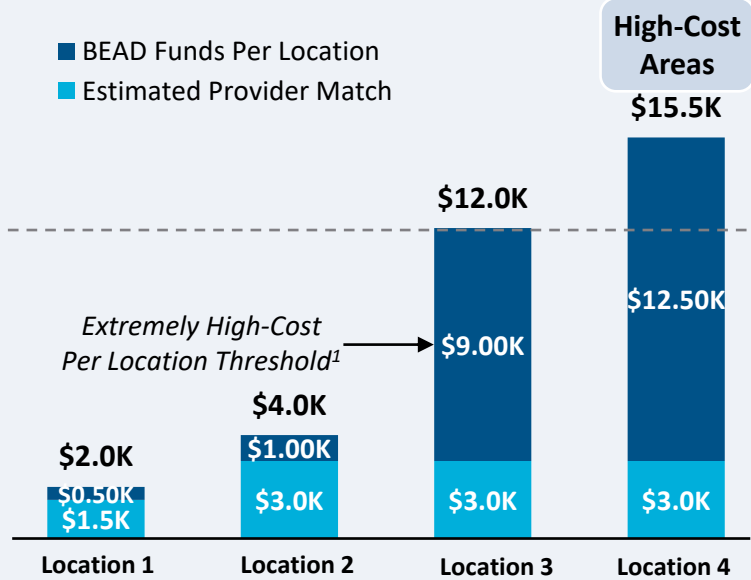 BEAD Funds Per Location
Estimated Provider Match
High-Cost
Areas
$15.5K
$12.0K
$12.50K
Extremely High-Cost
Per Location Threshold1
$9.00K
$4.0K
$1.00K
$2.0K
$0.50K
$1.5K
$3.0K
$3.0K
$3.0K
Location 1
Location 2
Location 3
Location 4